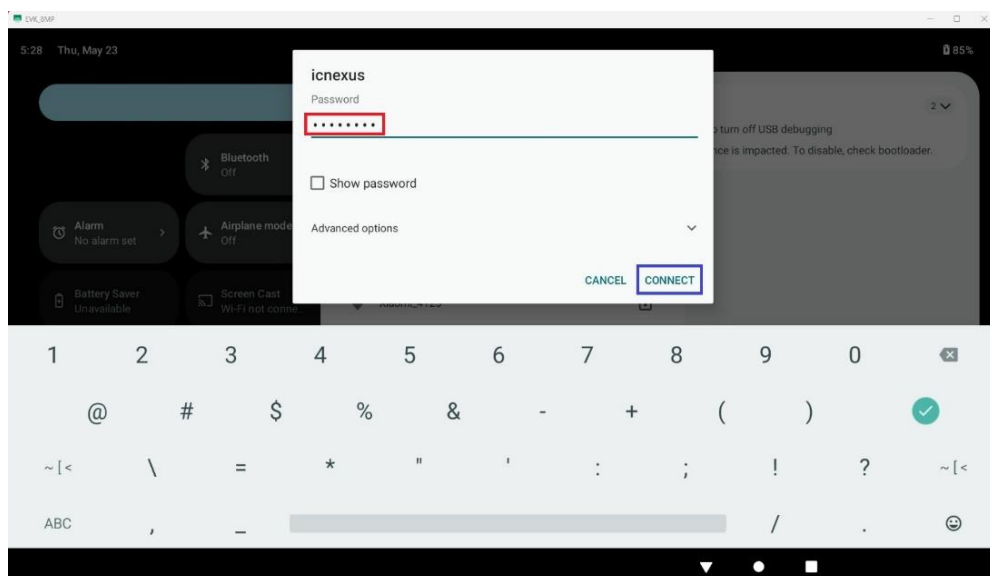 EVK_SMP
5:28 Thu, May 23
85%
icnexus
Password
Show password
Advanced options
CANCEL CONNECT
2
turn off USB debugging
is impacted. To disable, check bootloader.
Bluetooth
Off
Alarm
No alarm set
Airplane mode
Off
Battery Saver
Unavailable
Screen Cast
Wi-Fi not conne..
1 2 3 4 5 6 7 8 9 0
@ # $ % & - + ( )
~ [ < \ = * " ' : ; ! ? ~ [ <
ABC , _ / .